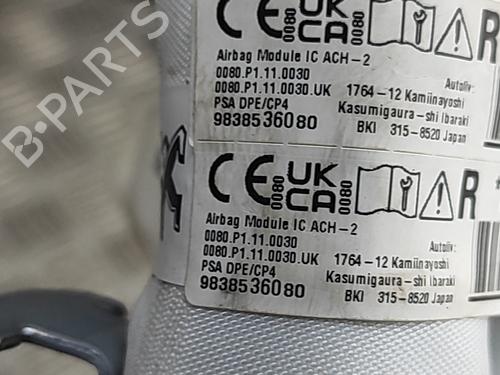 B-PARTS
CE 0080 UK CA 0080 R
Airbag Module IC ACH-2
0080.P1.11.0030 Autoliv:
0080.P1.11.0030.UK 1764-12 Kamiinayoshi
PSA DPE/CP4 Kasumigaura-shi Ibaraki
9838536080 BKI 315-8520 Japan
CE 0080 UK CA 0080 R
Airbag Module IC ACH-2
0080.P1.11.0030 Autoliv:
0080.P1.11.0030.UK 1764-12 Kamiinayoshi
PSA DPE/CP4 Kasumigaura-shi Ibaraki
9838536080 BKI 315-8520 Japan